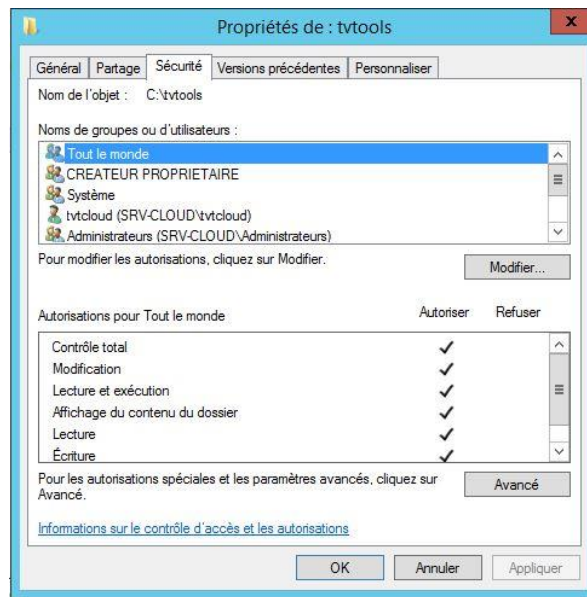 Propriétés de : tvtools
x
Général Partage Sécurité Versions précédentes Personnaliser
Nom de l'objet : C:\tvtools
Noms de groupes ou d'utilisateurs :
Tout le monde
CREATEUR PROPRIETAIRE
Système
tvtcloud (SRV-CLOUD\tvtcloud)
Administrateurs (SRV-CLOUD\Administrateurs)
Pour modifier les autorisations, cliquez sur Modifier.
Modifier...
Autorisations pour Tout le monde Autoriser Refuser
Contrôle total
Modification
Lecture et exécution
Affichage du contenu du dossier
Lecture
Écriture
Pour les autorisations spéciales et les paramètres avancés, cliquez sur
Avancé.
Avancé
Informations sur le contrôle d'accès et les autorisations
OK Annuler Appliquer